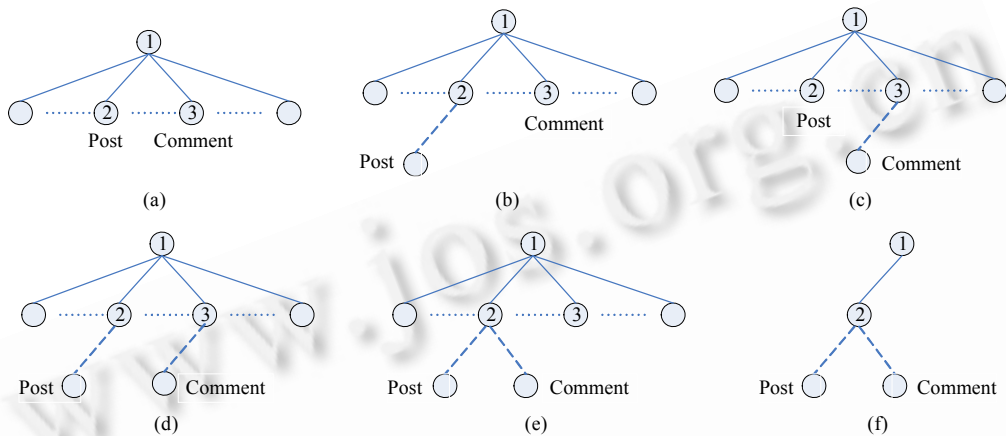 1
2
3
Post
Comment
(a)
1
2
3
Comment
Post
(b)
1
2
3
Post
Comment
(c)
1
2
3
Post
Comment
(d)
1
2
3
Post
Comment
(e)
1
2
Post
Comment
(f)
www.jos.org.cn